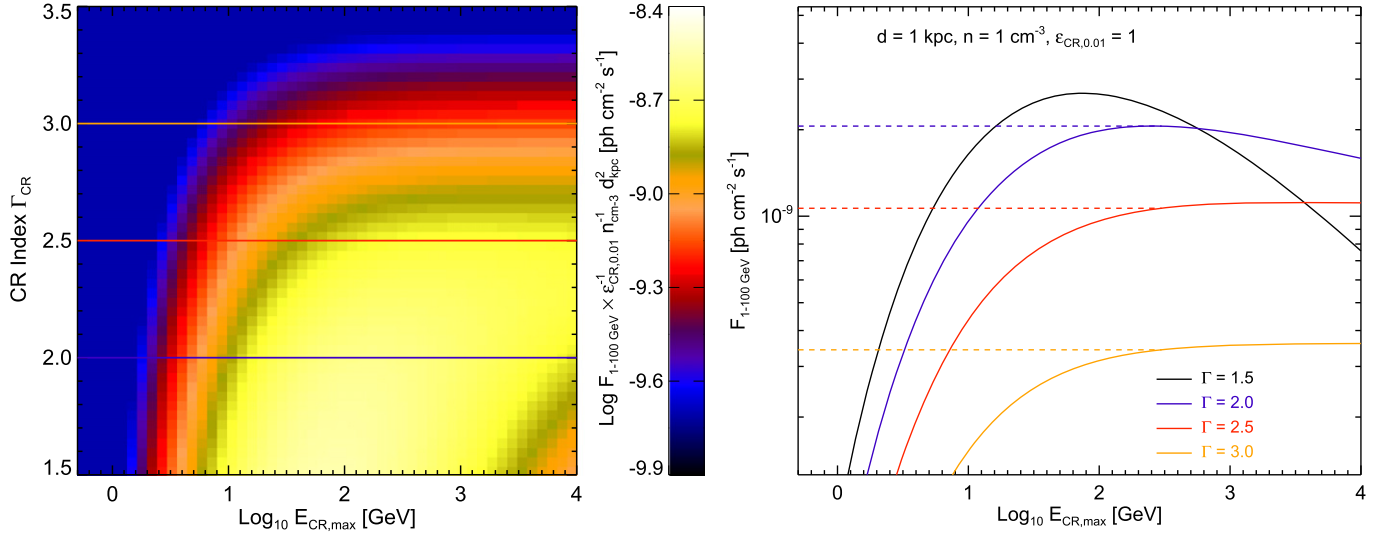 3.5
3.0
2.5
2.0
1.5
CR Index Γ_CR
0
1
2
3
4
Log₁₀ E_CR,max [GeV]
-8.4
-8.7
-9.0
-9.3
-9.6
-9.9
Log F_1-100 GeV × ε⁻¹_CR,0.01 n⁻¹_cm-3 d²_kpc [ph cm⁻² s⁻¹]
d = 1 kpc, n = 1 cm⁻³, ε_CR,0.01 = 1
10⁻⁹
F_1-100 GeV [ph cm⁻² s⁻¹]
Γ = 1.5
Γ = 2.0
Γ = 2.5
Γ = 3.0
0
1
2
3
4
Log₁₀ E_CR,max [GeV]